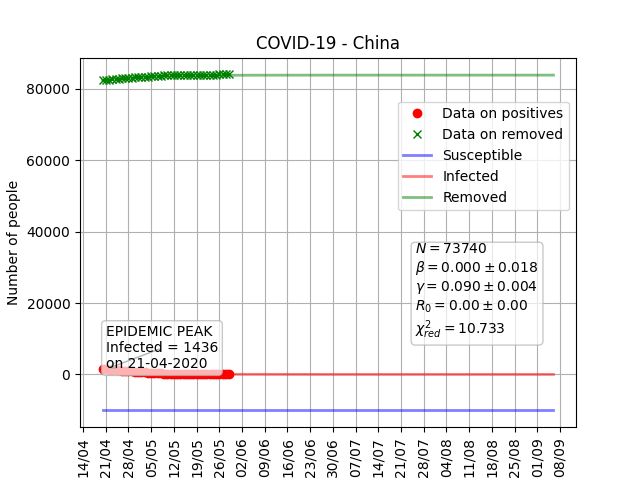 COVID-19 - China
Number of people
80000
60000
40000
20000
0
Data on positives
Data on removed
Susceptible
Infected
Removed
N = 73740
β = 0.000 ± 0.018
γ = 0.090 ± 0.004
R₀ = 0.00 ± 0.00
χ²red = 10.733
EPIDEMIC PEAK
Infected = 1436
on 21-04-2020
14/04
21/04
28/04
05/05
12/05
19/05
26/05
02/06
09/06
16/06
23/06
30/06
07/07
14/07
21/07
28/07
04/08
11/08
18/08
25/08
01/09
08/09